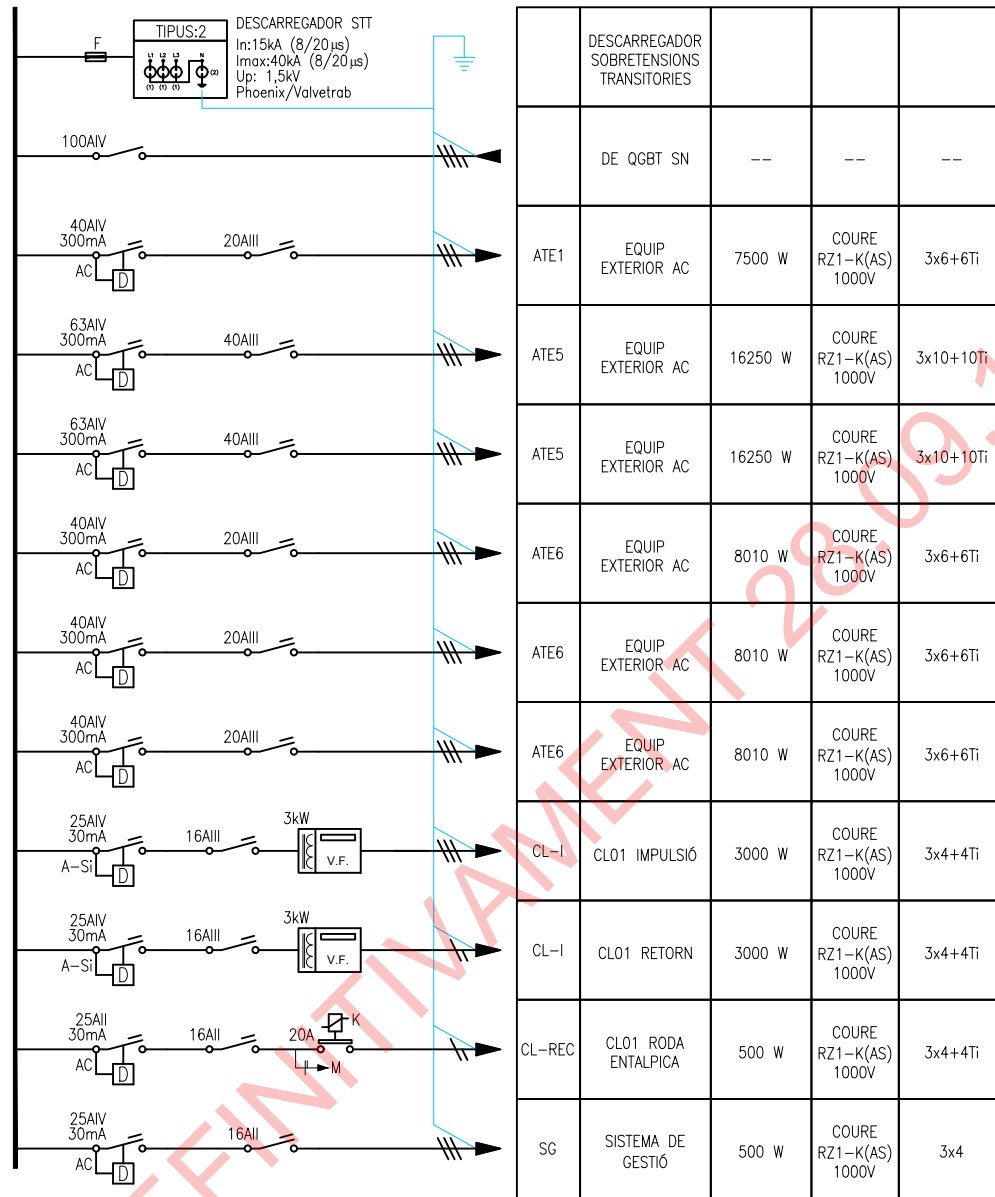 F
TIPUS:2
L1 L2 L3 N
(1) (1) (1)
(2)
DESCARREGADOR STT
In:15kA (8/20µs)
Imax:40kA (8/20µs)
Up: 1,5kV
Phoenix/Valvetrab
DESCARREGADOR
SOBRETENSIONS
TRANSITORIES
100AIV
DE QGBT SN
--
--
--
40AIV
300mA
AC
D
20AIII
ATE1
EQUIP
EXTERIOR AC
7500 W
COURE
RZ1-K(AS)
1000V
3x6+6Ti
63AIV
300mA
AC
D
40AIII
ATE5
EQUIP
EXTERIOR AC
16250 W
COURE
RZ1-K(AS)
1000V
3x10+10Ti
63AIV
300mA
AC
D
40AIII
ATE5
EQUIP
EXTERIOR AC
16250 W
COURE
RZ1-K(AS)
1000V
3x10+10Ti
40AIV
300mA
AC
D
20AIII
ATE6
EQUIP
EXTERIOR AC
8010 W
COURE
RZ1-K(AS)
1000V
3x6+6Ti
40AIV
300mA
AC
D
20AIII
ATE6
EQUIP
EXTERIOR AC
8010 W
COURE
RZ1-K(AS)
1000V
3x6+6Ti
40AIV
300mA
AC
D
20AIII
ATE6
EQUIP
EXTERIOR AC
8010 W
COURE
RZ1-K(AS)
1000V
3x6+6Ti
25AIV
30mA
A-Si
D
16AIII
3kW
V.F.
CL-I
CL01 IMPULSIÓ
3000 W
COURE
RZ1-K(AS)
1000V
3x4+4Ti
25AIV
30mA
A-Si
D
16AIII
3kW
V.F.
CL-I
CL01 RETORN
3000 W
COURE
RZ1-K(AS)
1000V
3x4+4Ti
25AII
30mA
AC
D
16AII
20A
K
M
CL-REC
CL01 RODA
ENTALPICA
500 W
COURE
RZ1-K(AS)
1000V
3x4+4Ti
25AIV
30mA
AC
D
16AII
SG
SISTEMA DE
GESTIÓ
500 W
COURE
RZ1-K(AS)
1000V
3x4
EFINITIVAMENT 28.09.1